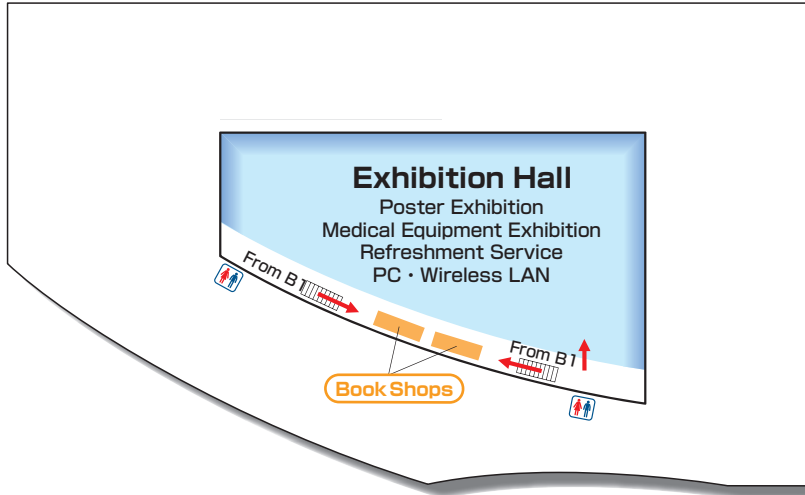 Exhibition Hall
Poster Exhibition
Medical Equipment Exhibition
Refreshment Service
PC・Wireless LAN
From B1
From B1
Book Shops